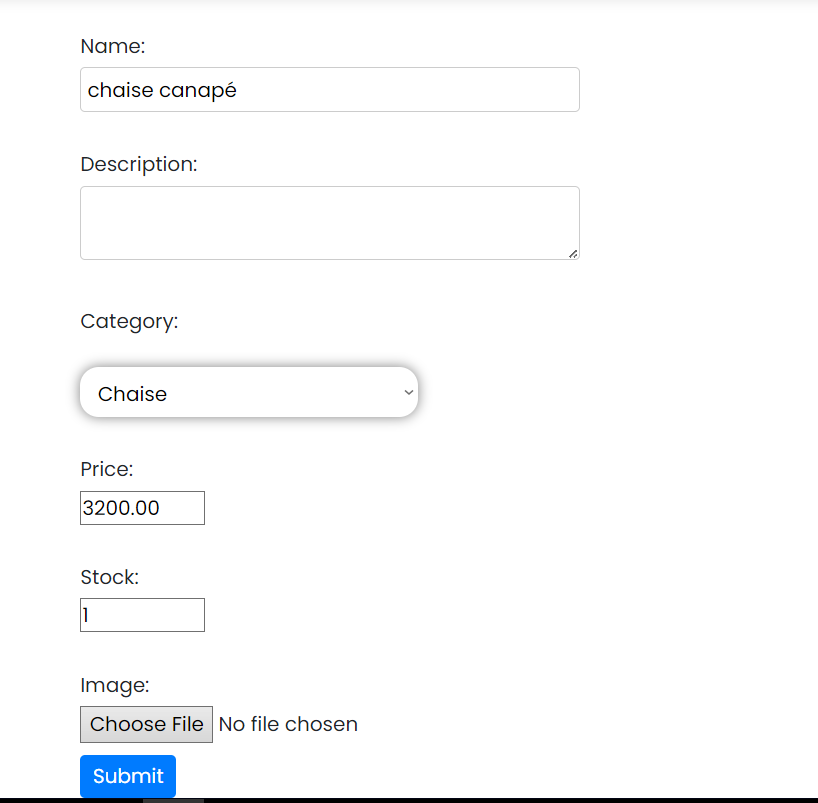 Name:
chaise canapé
Description:
Category:
Chaise
Price:
3200.00
Stock:
1
Image:
Choose File No file chosen
Submit